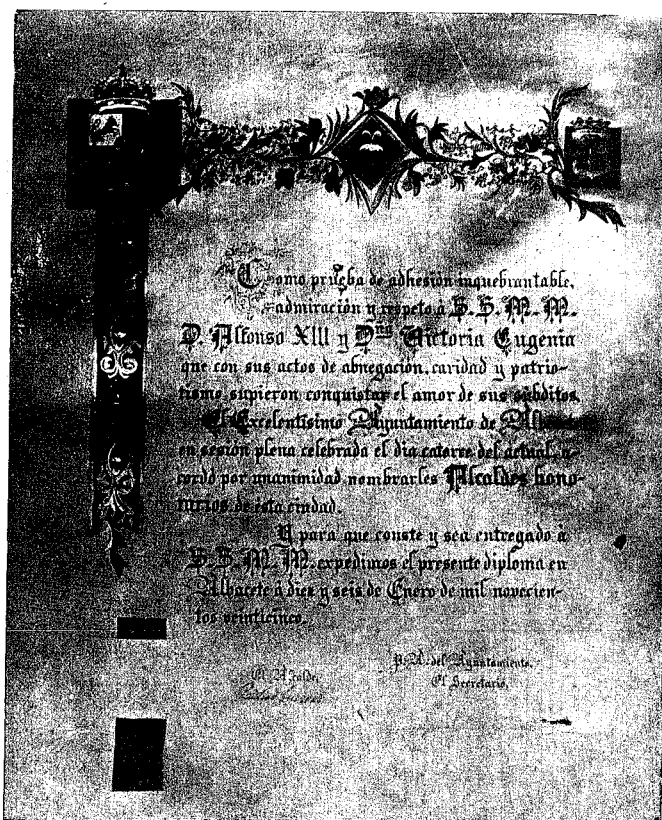 Como prueba de adhesión inquebrantable,
admiración y respeto á S.S. M.M.
D. Alfonso XIII y Dña Victoria Eugenia
que con sus actos de abnegación, caridad y patrio-
tismo supieron conquistar el amor de sus súbditos,
El Excelentísimo Ayuntamiento de
en sesión plena celebrada el dia catorce del actual, a-
cordó por unanimidad nombrarles Alcaldes hono-
rarios de esta ciudad.
Y para que conste y sea entregado á
S.S. M.M. expedimos el presente diploma en
Albacete á diez y seis de Enero de mil novecien-
tos veinticinco.
El Alcalde,
P. A. del Ayuntamiento,
El Secretario,